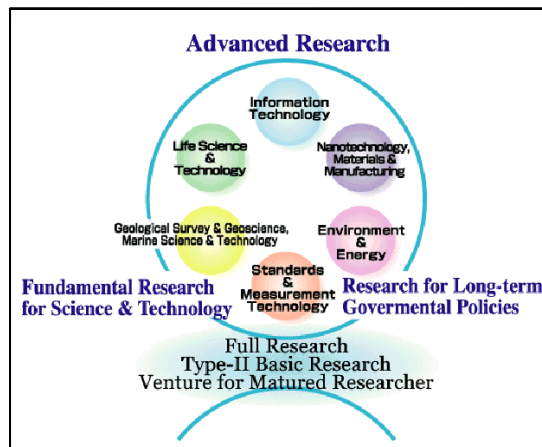 Advanced Research
Information
Technology
Life Science
&
Technology
Nanotechnology,
Materials &
Manufacturing
Geological Survey & Geoscience,
Marine Science & Technology
Environment
&
Energy
Standards
&
Measurement
Technology
Fundamental Research
for Science & Technology
Research for Long-term
Govermental Policies
Full Research
Type-II Basic Research
Venture for Matured Researcher